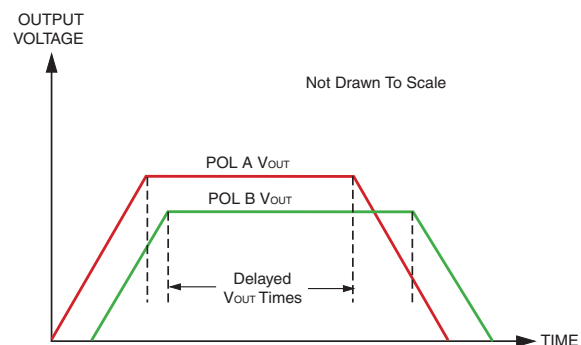 OUTPUT
VOLTAGE
Not Drawn To Scale
POL A VOUT
POL B VOUT
Delayed
VOUT Times
TIME